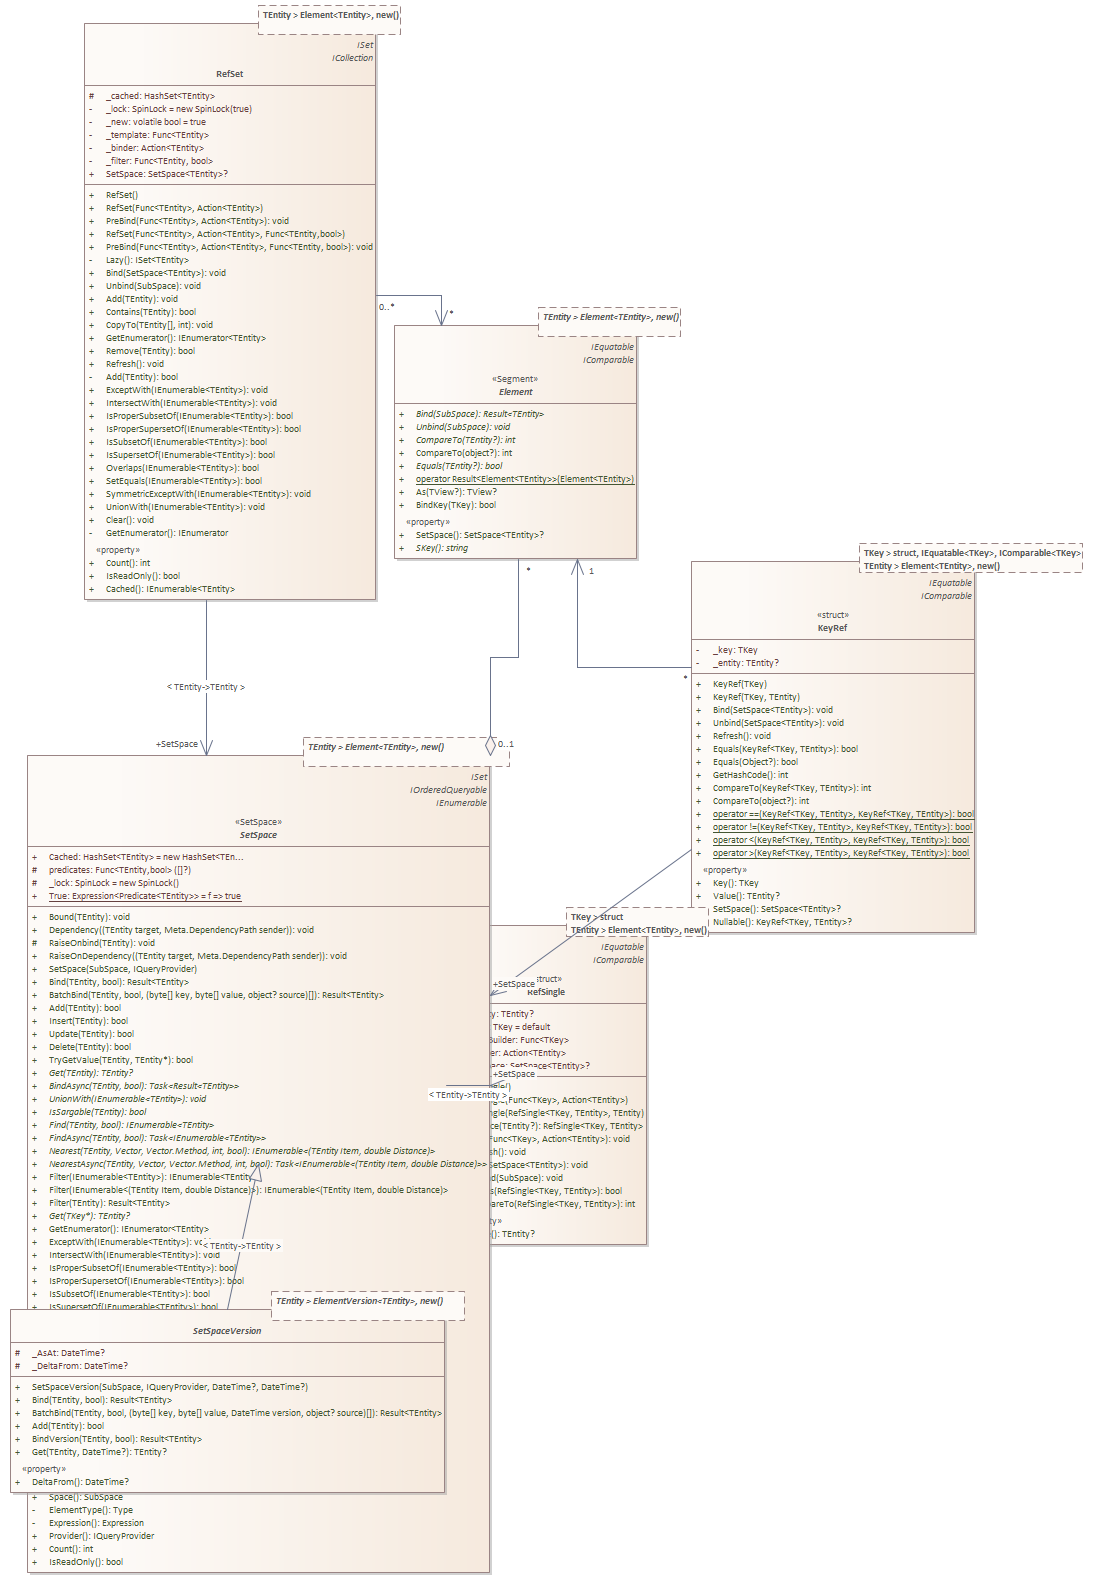 TEntity > Element<TEntity>, new()
ISet
ICollection
RefSet
# _cached: HashSet<TEntity>
- _lock: SpinLock = new SpinLock(true)
- _new: volatile bool = true
- _template: Func<TEntity>
- _binder: Action<TEntity>
- _filter: Func<TEntity, bool>
+ SetSpace: SetSpace<TEntity>?
+ RefSet()
+ RefSet(Func<TEntity>, Action<TEntity>)
+ PreBind(Func<TEntity>, Action<TEntity>): void
+ RefSet(Func<TEntity>, Action<TEntity>, Func<TEntity,bool>)
+ PreBind(Func<TEntity>, Action<TEntity>, Func<TEntity, bool>): void
- Lazy(): ISet<TEntity>
+ Bind(SetSpace<TEntity>): void
+ Unbind(SubSpace): void
+ Add(TEntity): void
+ Contains(TEntity): bool
+ CopyTo(TEntity[], int): void
+ GetEnumerator(): IEnumerator<TEntity>
+ Remove(TEntity): bool
+ Refresh(): void
- Add(TEntity): bool
+ ExceptWith(IEnumerable<TEntity>): void
+ IntersectWith(IEnumerable<TEntity>): void
+ IsProperSubsetOf(IEnumerable<TEntity>): bool
+ IsProperSupersetOf(IEnumerable<TEntity>): bool
+ IsSubsetOf(IEnumerable<TEntity>): bool
+ IsSupersetOf(IEnumerable<TEntity>): bool
+ Overlaps(IEnumerable<TEntity>): bool
+ SetEquals(IEnumerable<TEntity>): bool
+ SymmetricExceptWith(IEnumerable<TEntity>): void
+ UnionWith(IEnumerable<TEntity>): void
+ Clear(): void
- GetEnumerator(): IEnumerator
«property»
+ Count(): int
+ IsReadOnly(): bool
+ Cached(): IEnumerable<TEntity>
0..*
*
TEntity > Element<TEntity>, new()
IEquatable
IComparable
«Segment»
Element
+ Bind(SubSpace): Result<TEntity>
+ Unbind(SubSpace): void
+ CompareTo(TEntity?): int
+ CompareTo(object?): int
+ Equals(TEntity?): bool
+ operator Result<Element<TEntity>>(Element<TEntity>)
+ As(TView?): TView?
+ BindKey(TKey): bool
«property»
+ SetSpace(): SetSpace<TEntity>?
+ SKey(): string
*
1
TKey > struct, IEquatable<TKey>, IComparable<TKey>
TEntity > Element<TEntity>, new()
IEquatable
IComparable
«struct»
KeyRef
- _key: TKey
- _entity: TEntity?
+ KeyRef(TKey)
+ KeyRef(TKey, TEntity)
+ Bind(SetSpace<TEntity>): void
+ Unbind(SetSpace<TEntity>): void
+ Refresh(): void
+ Equals(KeyRef<TKey, TEntity>): bool
+ Equals(Object?): bool
+ GetHashCode(): int
+ CompareTo(KeyRef<TKey, TEntity>): int
+ CompareTo(object?): int
+ operator ==(KeyRef<TKey, TEntity>, KeyRef<TKey, TEntity>): bool
+ operator !=(KeyRef<TKey, TEntity>, KeyRef<TKey, TEntity>): bool
+ operator <(KeyRef<TKey, TEntity>, KeyRef<TKey, TEntity>): bool
+ operator >(KeyRef<TKey, TEntity>, KeyRef<TKey, TEntity>): bool
«property»
+ Key(): TKey
+ Value(): TEntity?
SetSpace(): SetSpace<TEntity>?
Nullable(): KeyRef<TKey, TEntity>?
*
< TEntity->TEntity >
+SetSpace
0..1
TEntity > Element<TEntity>, new()
ISet
IOrderedQueryable
IEnumerable
«SetSpace»
SetSpace
+ Cached: HashSet<TEntity> = new HashSet<TEn...
# predicates: Func<TEntity,bool> ([]?)
# _lock: SpinLock = new SpinLock()
+ True: Expression<Predicate<TEntity>> = f => true
+ Bound(TEntity): void
+ Dependency((TEntity target, Meta.DependencyPath sender)): void
# RaiseOnbind(TEntity): void
+ RaiseOnDependency((TEntity target, Meta.DependencyPath sender)): void
+ SetSpace(SubSpace, IQueryProvider)
+ Bind(TEntity, bool): Result<TEntity>
+ BatchBind(TEntity, bool, (byte[] key, byte[] value, object? source)[]): Result<TEntity>
+ Add(TEntity): bool
+ Insert(TEntity): bool
+ Update(TEntity): bool
+ Delete(TEntity): bool
+ TryGetValue(TEntity, TEntity*): bool
+ Get(TEntity): TEntity?
+ BindAsync(TEntity, bool): Task<Result<TEntity>>
+ UnionWith(IEnumerable<TEntity>): void
+ IsSargable(TEntity): bool
+ Find(TEntity, bool): IEnumerable<TEntity>
+ FindAsync(TEntity, bool): Task<IEnumerable<TEntity>>
+ Nearest(TEntity, Vector, Vector.Method, int, bool): IEnumerable<(TEntity Item, double Distance)>
+ NearestAsync(TEntity, Vector, Vector.Method, int, bool): Task<IEnumerable<(TEntity Item, double Distance)>>
+ Filter(IEnumerable<TEntity>): IEnumerable<TEntity>
+ Filter(IEnumerable<(TEntity Item, double Distance)>): IEnumerable<(TEntity Item, double Distance)>
+ Filter(TEntity): Result<TEntity>
+ Get(TKey*): TEntity?
+ GetEnumerator(): IEnumerator<TEntity>
+ ExceptWith(IEnumerable<TEntity>): void
+ IntersectWith(IEnumerable<TEntity>): void
+ IsProperSubsetOf(IEnumerable<TEntity>): bool
+ IsProperSupersetOf(IEnumerable<TEntity>): bool
+ IsSubsetOf(IEnumerable<TEntity>): bool
+ IsSupersetOf(IEnumerable<TEntity>): bool
< TEntity->TEntity >
TKey > struct
TEntity > Element<TEntity>, new()
IEquatable
IComparable
struct»
RefSingle
+SetSpace
y: TEntity?
TKey = default
Builder: Func<TKey>
er: Action<TEntity>
ace: SetSpace<TEntity>?
+SetSpace
< TEntity->TEntity >
gle(Func<TKey>, Action<TEntity>)
ngle(RefSingle<TKey, TEntity>, TEntity)
ce(TEntity?): RefSingle<TKey, TEntity>
Func<TKey>, Action<TEntity>): void
sh(): void
SetSpace<TEntity>): void
d(SubSpace): void
s(RefSingle<TKey, TEntity>): bool
areTo(RefSingle<TKey, TEntity>): int
ty»
(): TEntity?
TEntity > ElementVersion<TEntity>, new()
SetSpaceVersion
# _AsAt: DateTime?
# _DeltaFrom: DateTime?
+ SetSpaceVersion(SubSpace, IQueryProvider, DateTime?, DateTime?)
+ Bind(TEntity, bool): Result<TEntity>
+ BatchBind(TEntity, bool, (byte[] key, byte[] value, DateTime version, object? source)[]): Result<TEntity>
+ Add(TEntity): bool
+ BindVersion(TEntity, bool): Result<TEntity>
+ Get(TEntity, DateTime?): TEntity?
«property»
+ DeltaFrom(): DateTime?
+ Space(): SubSpace
- ElementType(): Type
- Expression(): Expression
+ Provider(): IQueryProvider
+ Count(): int
+ IsReadOnly(): bool